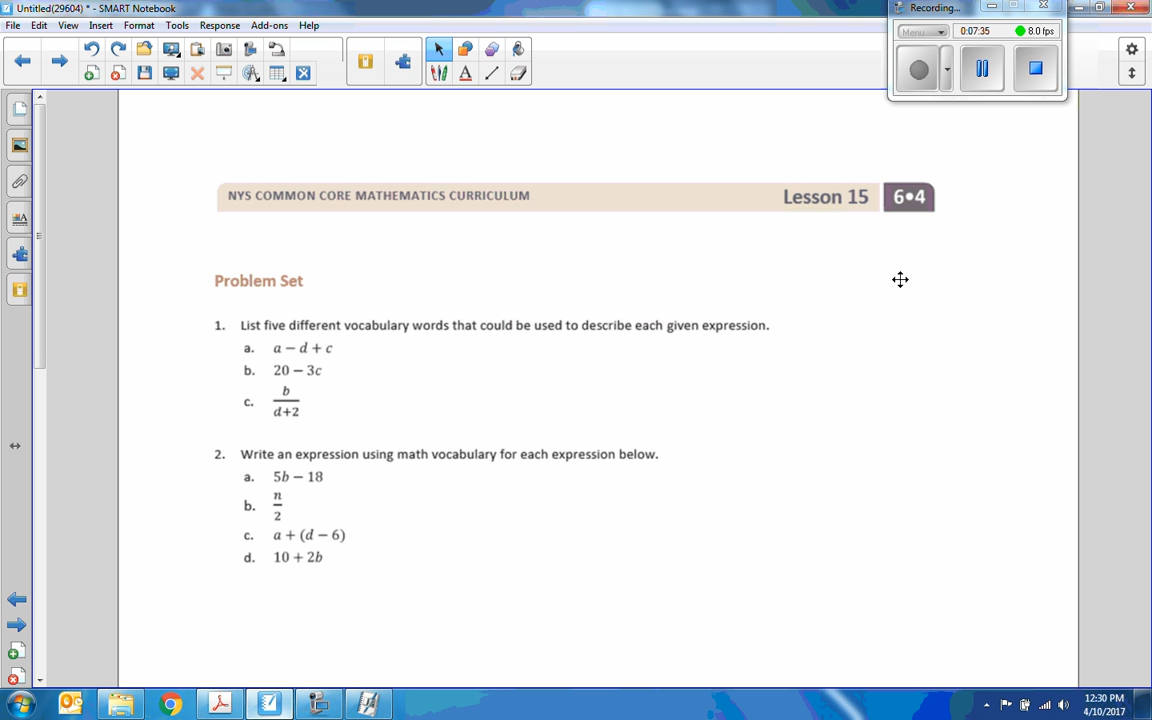 Untitled(29604) * - SMART Notebook
Recording...
File Edit View Insert Format Tools Response Add-ons Help
Menu 0:07:35 8.0 fps
NYS COMMON CORE MATHEMATICS CURRICULUM Lesson 15 6•4
Problem Set
1. List five different vocabulary words that could be used to describe each given expression.
a. a − d + c
b. 20 − 3c
c. b/(d+2)
2. Write an expression using math vocabulary for each expression below.
a. 5b − 18
b. n/2
c. a + (d − 6)
d. 10 + 2b
12:30 PM
4/10/2017